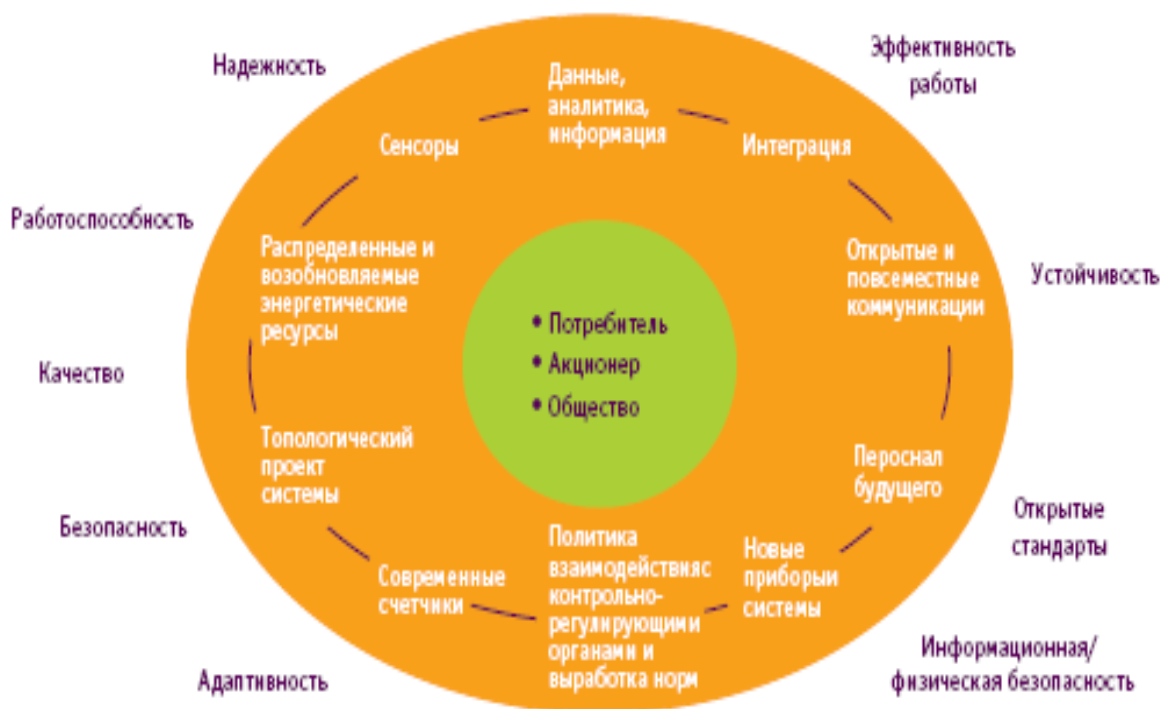 Надежность
Эффективность
работы
Данные,
аналитика,
информация
Сенсоры
Интеграция
Работоспособность
Распределенные и
возобновляемые
энергетические
ресурсы
Открытые и
повсеместные
коммуникации
Устойчивость
• Потребитель
• Акционер
• Общество
Качество
Топологический
проект
системы
Пероснал
будущего
Безопасность
Открытые
стандарты
Современные
счетчики
Политика
взаимодействияс
контрольно-
регулирующими
органами и
выработка норм
Новые
приборыи
системы
Адаптивность
Информационная/
физическая безопасность